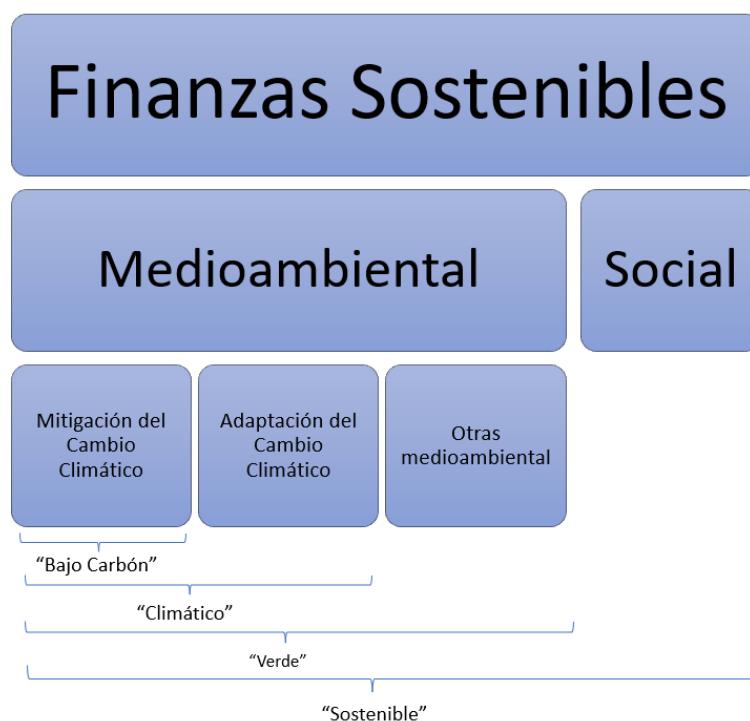 Finanzas Sostenibles
Medioambiental
Social
Mitigación del
Cambio
Climático
Adaptación del
Cambio
Climático
Otras
medioambiental
“Bajo Carbón”
“Climático”
“Verde”
“Sostenible”